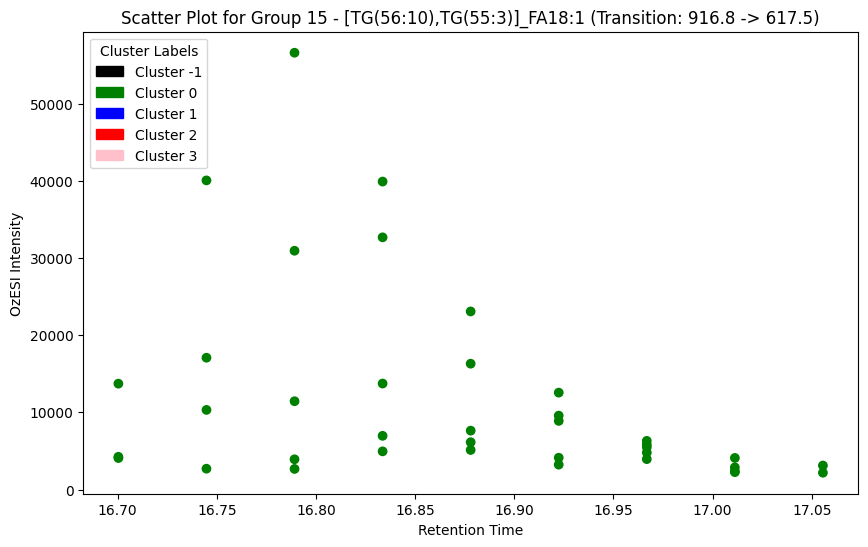 Scatter Plot for Group 15 - [TG(56:10),TG(55:3)]_FA18:1 (Transition: 916.8 -> 617.5)
Cluster Labels
Cluster -1
Cluster 0
Cluster 1
Cluster 2
Cluster 3
OzESI Intensity
50000
40000
30000
20000
10000
0
16.70 16.75 16.80 16.85 16.90 16.95 17.00 17.05
Retention Time